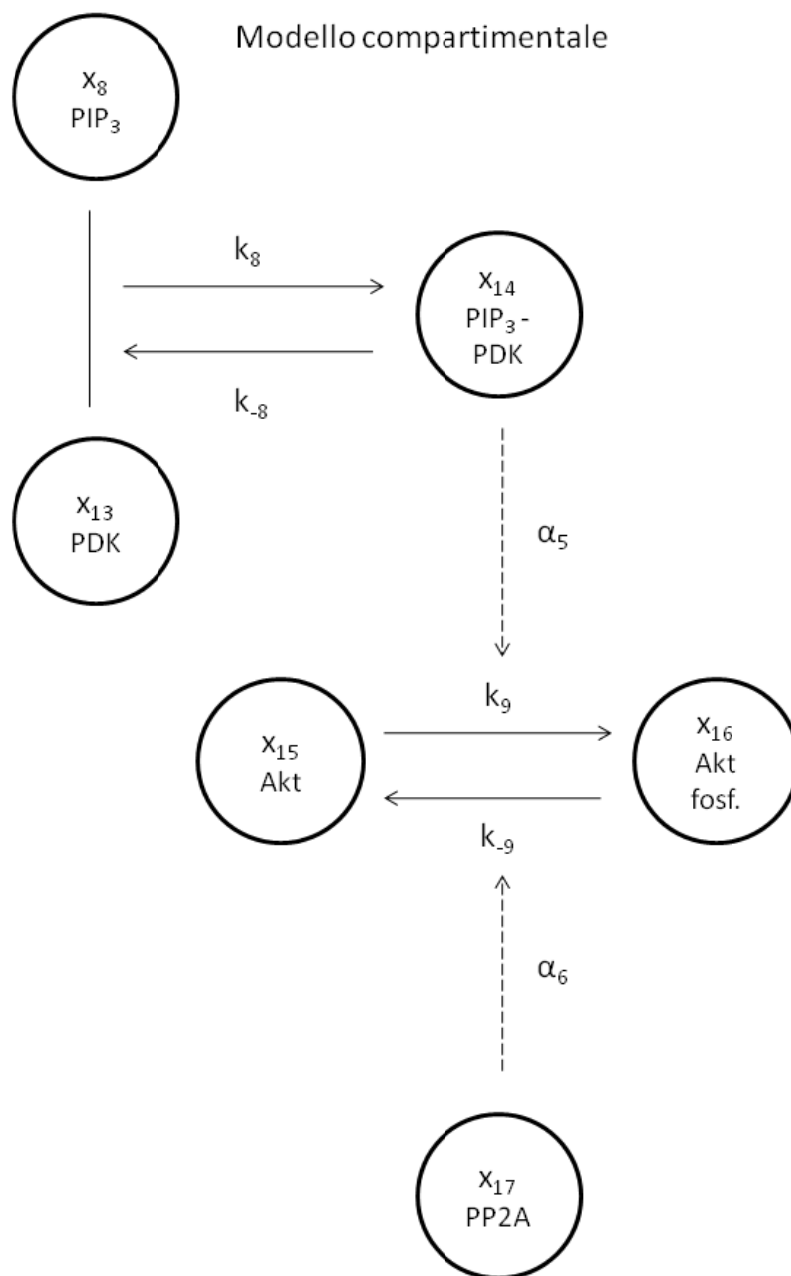 Modello compartimentale
x₈
PIP₃
k₈
k₋₈
x₁₄
PIP₃ -
PDK
x₁₃
PDK
α₅
x₁₅
Akt
k₉
k₋₉
x₁₆
Akt
fosf.
α₆
x₁₇
PP2A